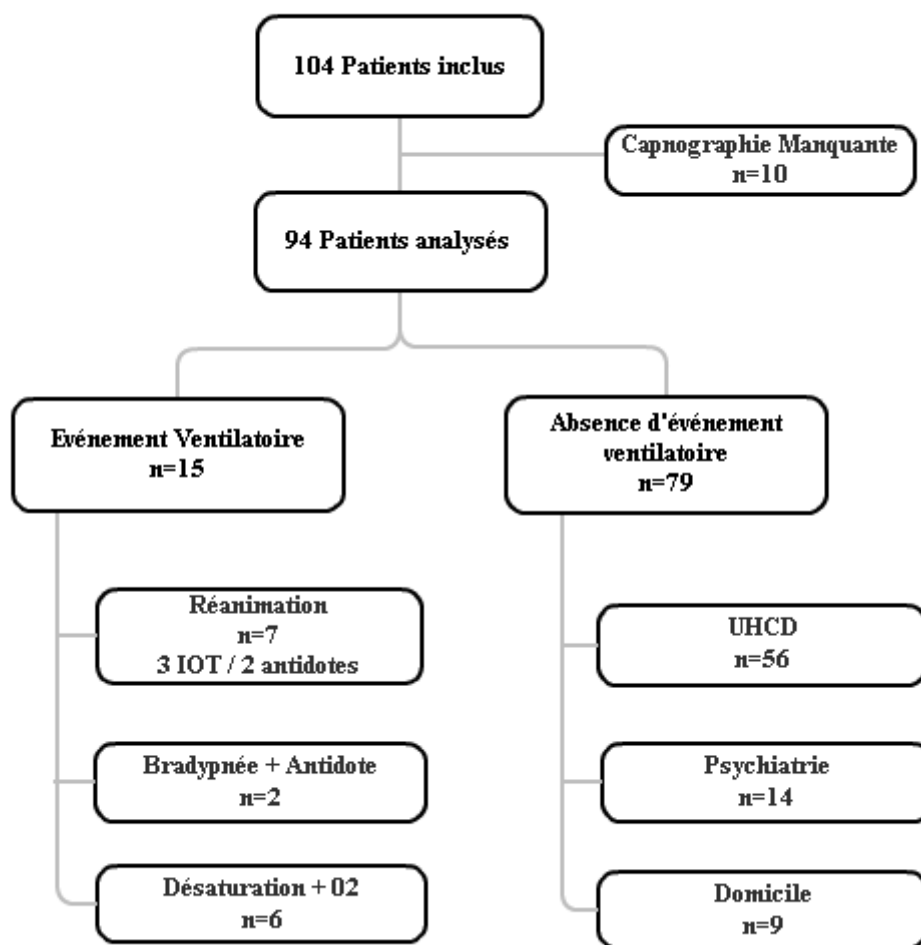 104 Patients inclus
Capnographie Manquante
n=10
94 Patients analysés
Evénement Ventilatoire
n=15
Absence d'événement
ventilatoire
n=79
Réanimation
n=7
3 IOT / 2 antidotes
Bradypnée + Antidote
n=2
Désaturation + 02
n=6
UHCD
n=56
Psychiatrie
n=14
Domicile
n=9